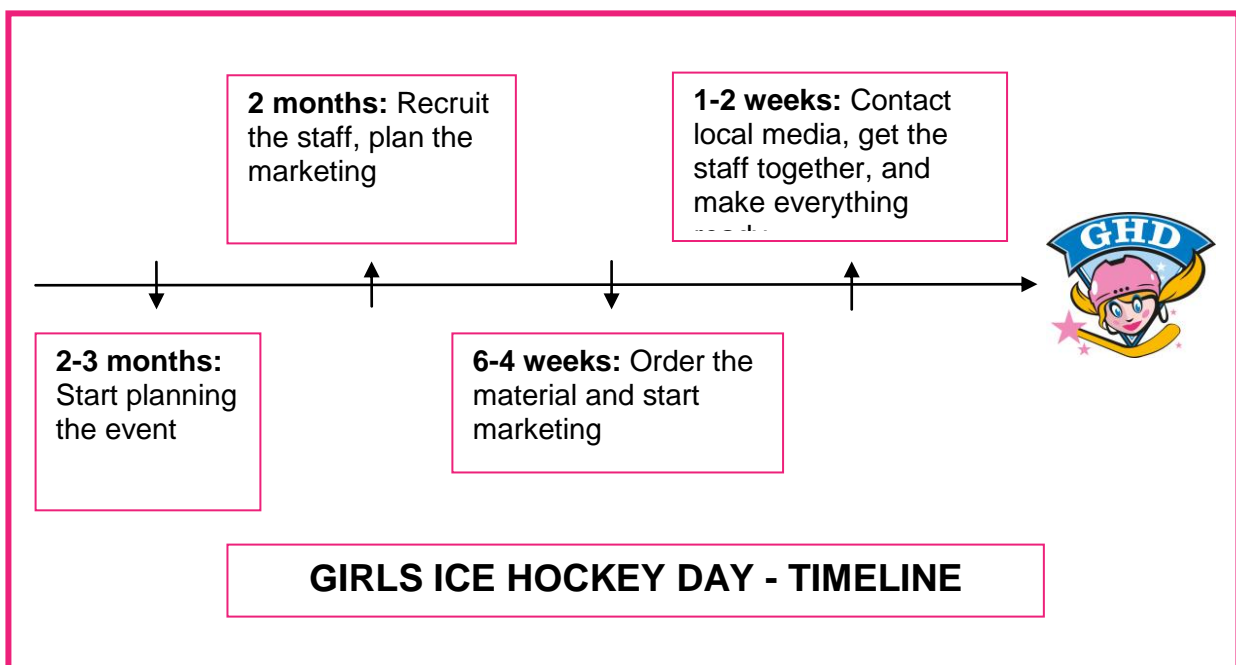 2 months: Recruit
the staff, plan the
marketing
1-2 weeks: Contact
local media, get the
staff together, and
make everything
GHD
2-3 months:
Start planning
the event
6-4 weeks: Order the
material and start
marketing
GIRLS ICE HOCKEY DAY - TIMELINE